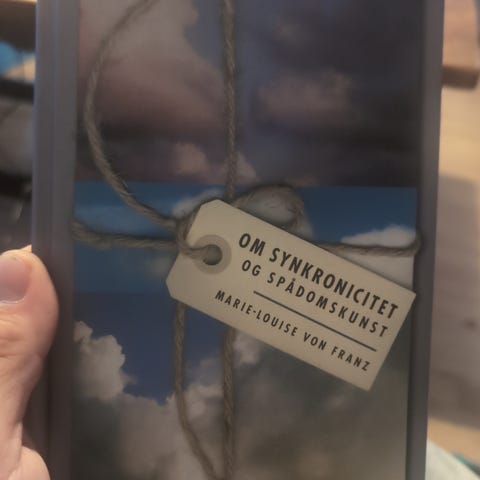 OM SYNKRONICITET
OG SPÅDOMSKUNST
MARIE-LOUISE VON FRANZ